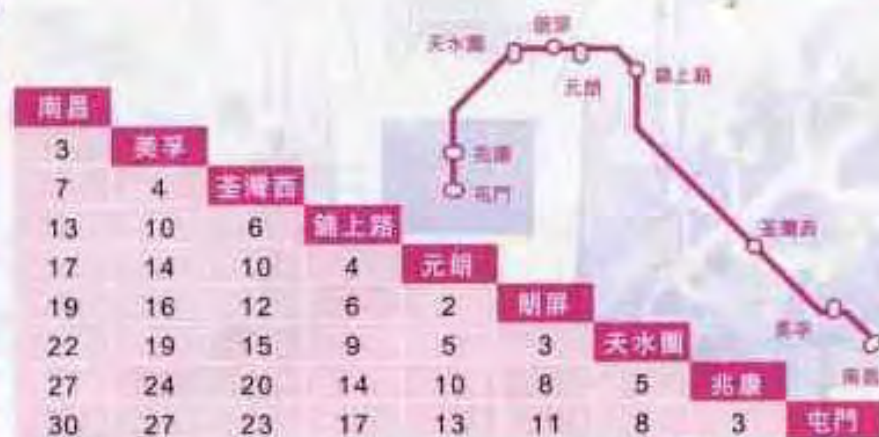 朗屏
天水圍
元朗
錦上路
南昌
3 美孚
兆康
7 4 荃灣西
屯門
13 10 6 錦上路
荃灣西
17 14 10 4 元朗
19 16 12 6 2 朗屏
美孚
22 19 15 9 5 3 天水圍
南昌
27 24 20 14 10 8 5 兆康
30 27 23 17 13 11 8 3 屯門